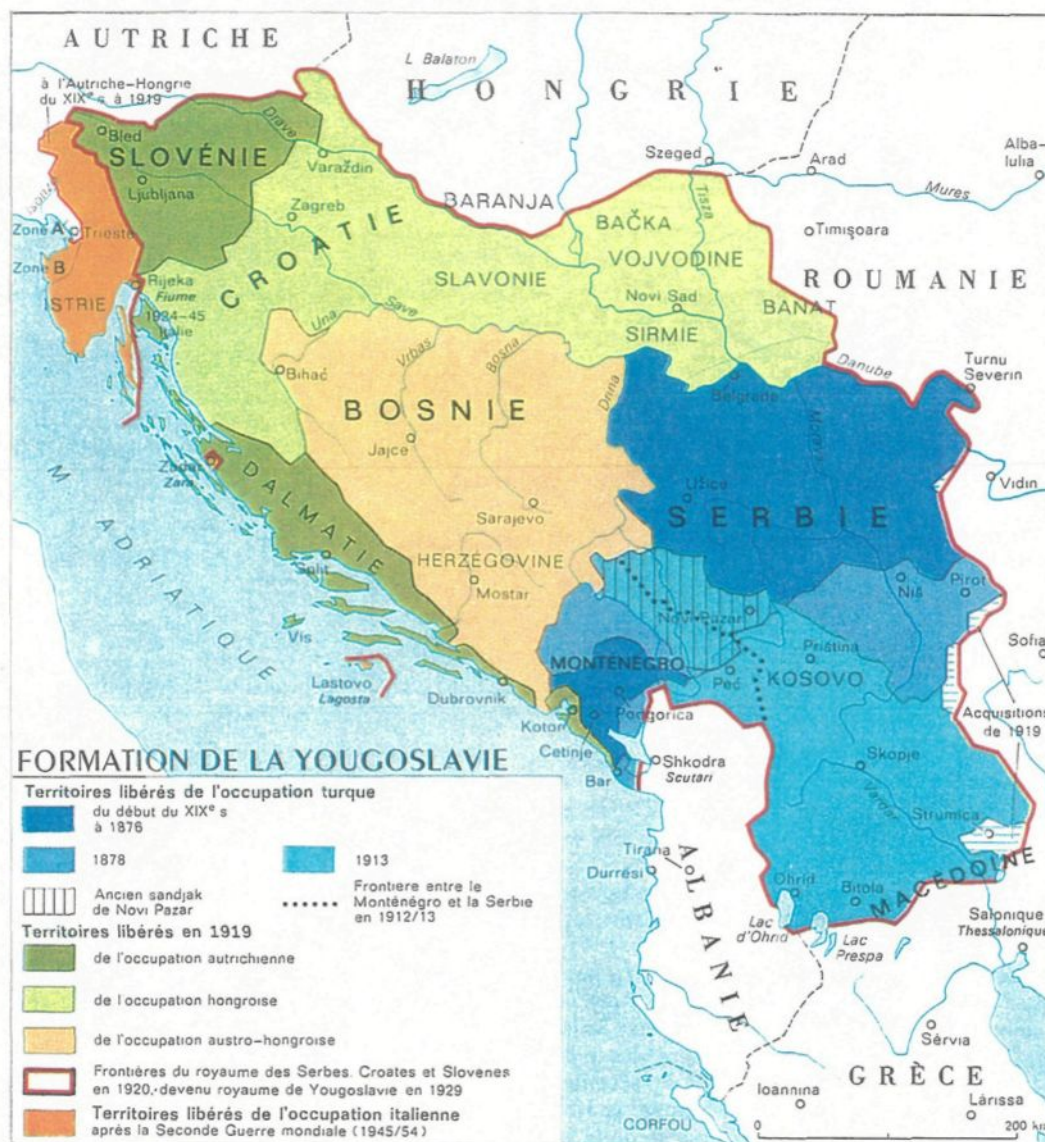 AUTRICHE
à l'Autriche-Hongrie
du XIXe s. à 1919
L Balaton
HONGRIE
Bled
SLOVÉNIE
Ljubljana
Drave
Varaždin
Szeged
Arad
Alba-
Iulia
Mures
BARANJA
Tisza
Zagreb
BAČKA
VOJVODINE
Timişoara
ROUMANIE
Zone A
Trieste
Zone B
ISTRIE
CROATIE
Rijeka
Fiume
1924-45
Italie
SLAVONIE
Novi Sad
BANAT
SIRMIE
Save
Una
Vrbas
Bosna
Drina
Danube
Turnu
Severin
Bihać
BOSNIE
Belgrade
Morava
Jajce
Vidin
Zadar
Zara
DALMATIE
Užice
SERBIE
Sarajevo
M ADRIATIQUE
HERZÉGOVINE
Split
Mostar
Niš
Pirot
Novi Pazar
Sofia
Vis
MONTÉNÉGRO
Priština
Peć
KOSOVO
Lastovo
Lagosta
Dubrovnik
Kotor
Podgorica
Cetinje
Bar
Acquisitions
de 1919
Shkodra
Scutari
Skopje
Vardar
Strumica
Tirana
Durrësi
ALBANIE
MACÉDOINE
Ohrid
Bitola
Lac
d'Ohrid
Lac
Prespa
Salonique
Thessalonique
Sérvia
GRÈCE
Ioannina
Lárissa
CORFOU
0 200 km
FORMATION DE LA YOUGOSLAVIE
Territoires libérés de l'occupation turque
du début du XIXe s
à 1876
1878
1913
Ancien sandjak
de Novi Pazar
Frontière entre le
Monténégro et la Serbie
en 1912/13
Territoires libérés en 1919
de l'occupation autrichienne
de l'occupation hongroise
de l'occupation austro-hongroise
Frontières du royaume des Serbes, Croates et Slovenes
en 1920,-devenu royaume de Yougoslavie en 1929
Territoires libérés de l'occupation italienne
après la Seconde Guerre mondiale (1945/54)